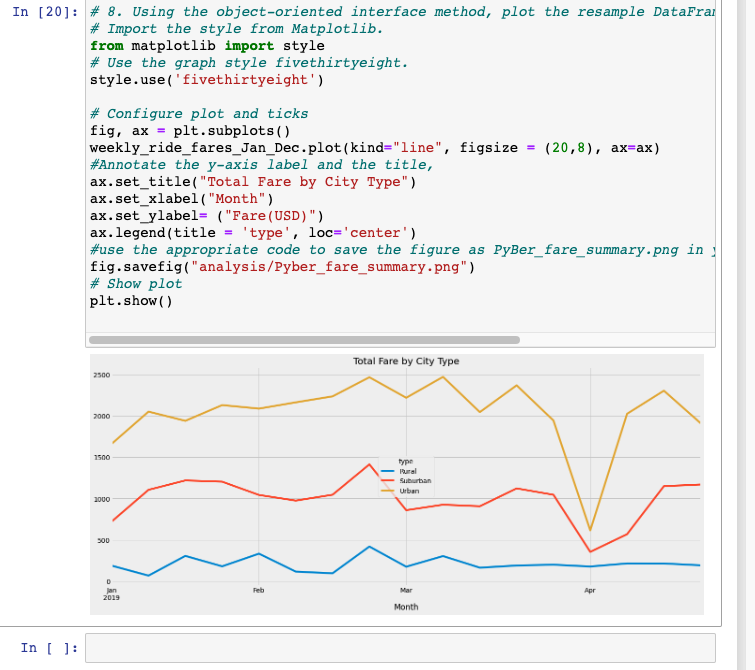 In [20]:
# 8. Using the object-oriented interface method, plot the resample DataFra
# Import the style from Matplotlib.
from matplotlib import style
# Use the graph style fivethirtyeight.
style.use('fivethirtyeight')
# Configure plot and ticks
fig, ax = plt.subplots()
weekly_ride_fares_Jan_Dec.plot(kind="line", figsize = (20,8), ax=ax)
#Annotate the y-axis label and the title,
ax.set_title("Total Fare by City Type")
ax.set_xlabel("Month")
ax.set_ylabel= ("Fare(USD)")
ax.legend(title = 'type', loc='center')
#use the appropriate code to save the figure as PyBer_fare_summary.png in
fig.savefig("analysis/Pyber_fare_summary.png")
# Show plot
plt.show()
Total Fare by City Type
2500
2000
1500
1000
500
0
type
Rural
Suburban
Urban
Jan Feb Mar Apr
2019
Month
In [ ]: